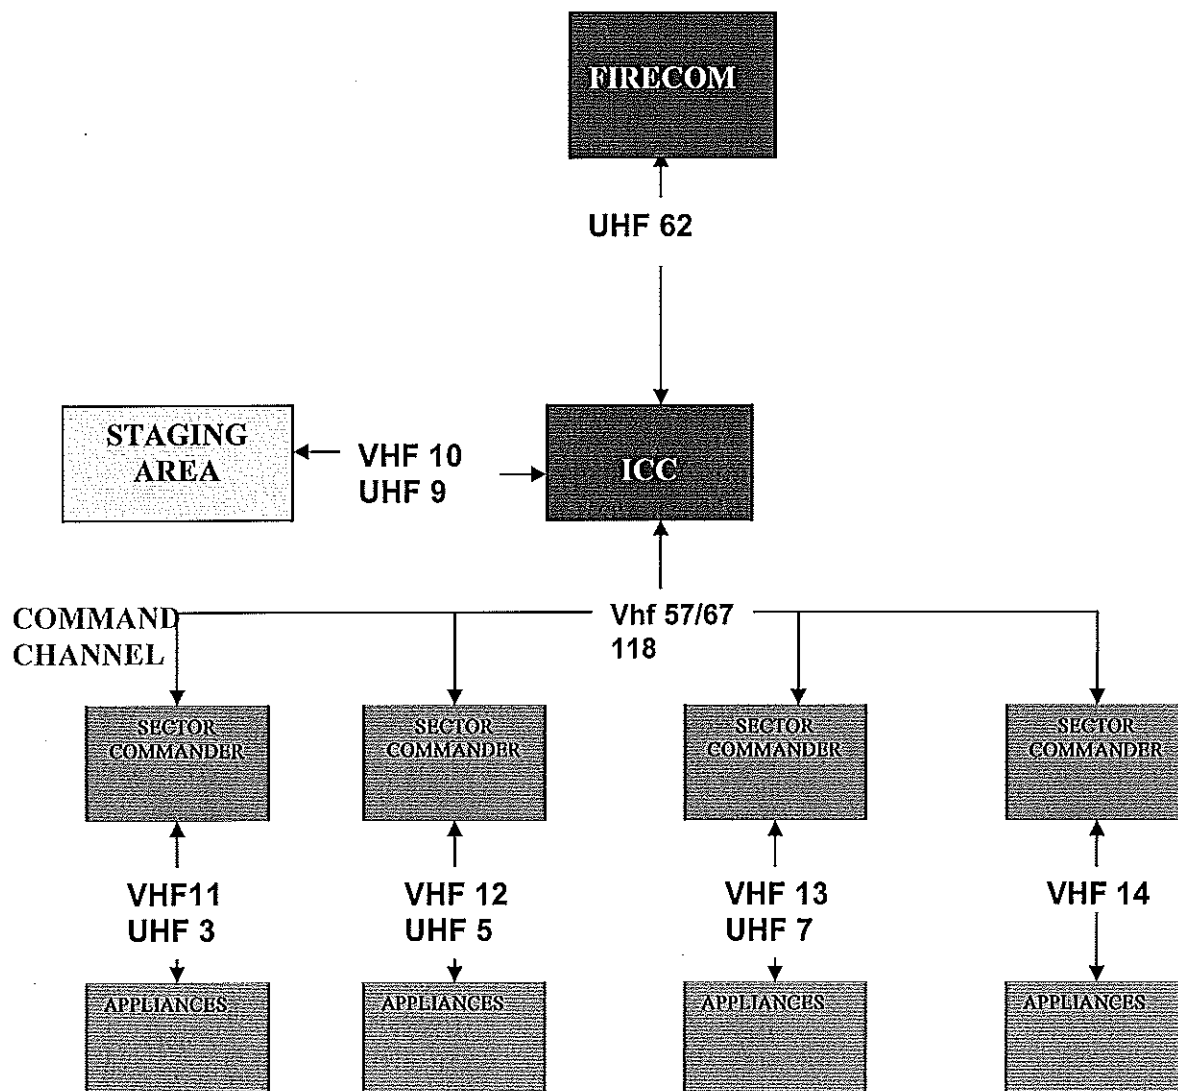 FIRECOM
UHF 62
STAGING
AREA
VHF 10
UHF 9
ICC
COMMAND
CHANNEL
Vhf 57/67
118
SECTOR
COMMANDER
SECTOR
COMMANDER
SECTOR
COMMANDER
SECTOR
COMMANDER
VHF11
UHF 3
VHF 12
UHF 5
VHF 13
UHF 7
VHF 14
APPLIANCES
APPLIANCES
APPLIANCES
APPLIANCES